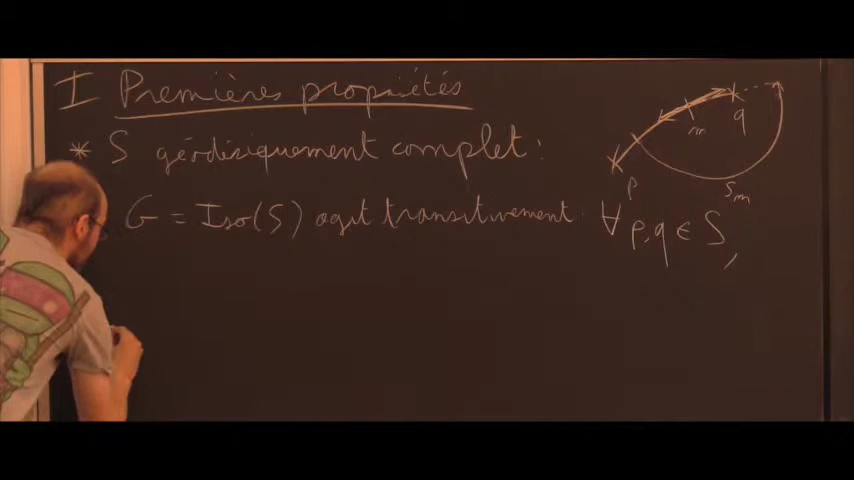 I Premières propriétés
* S géodésiquement complet :
G = Iso(S) agit transitivement. ∀ p,q ∈ S,
p
m
q
S_m